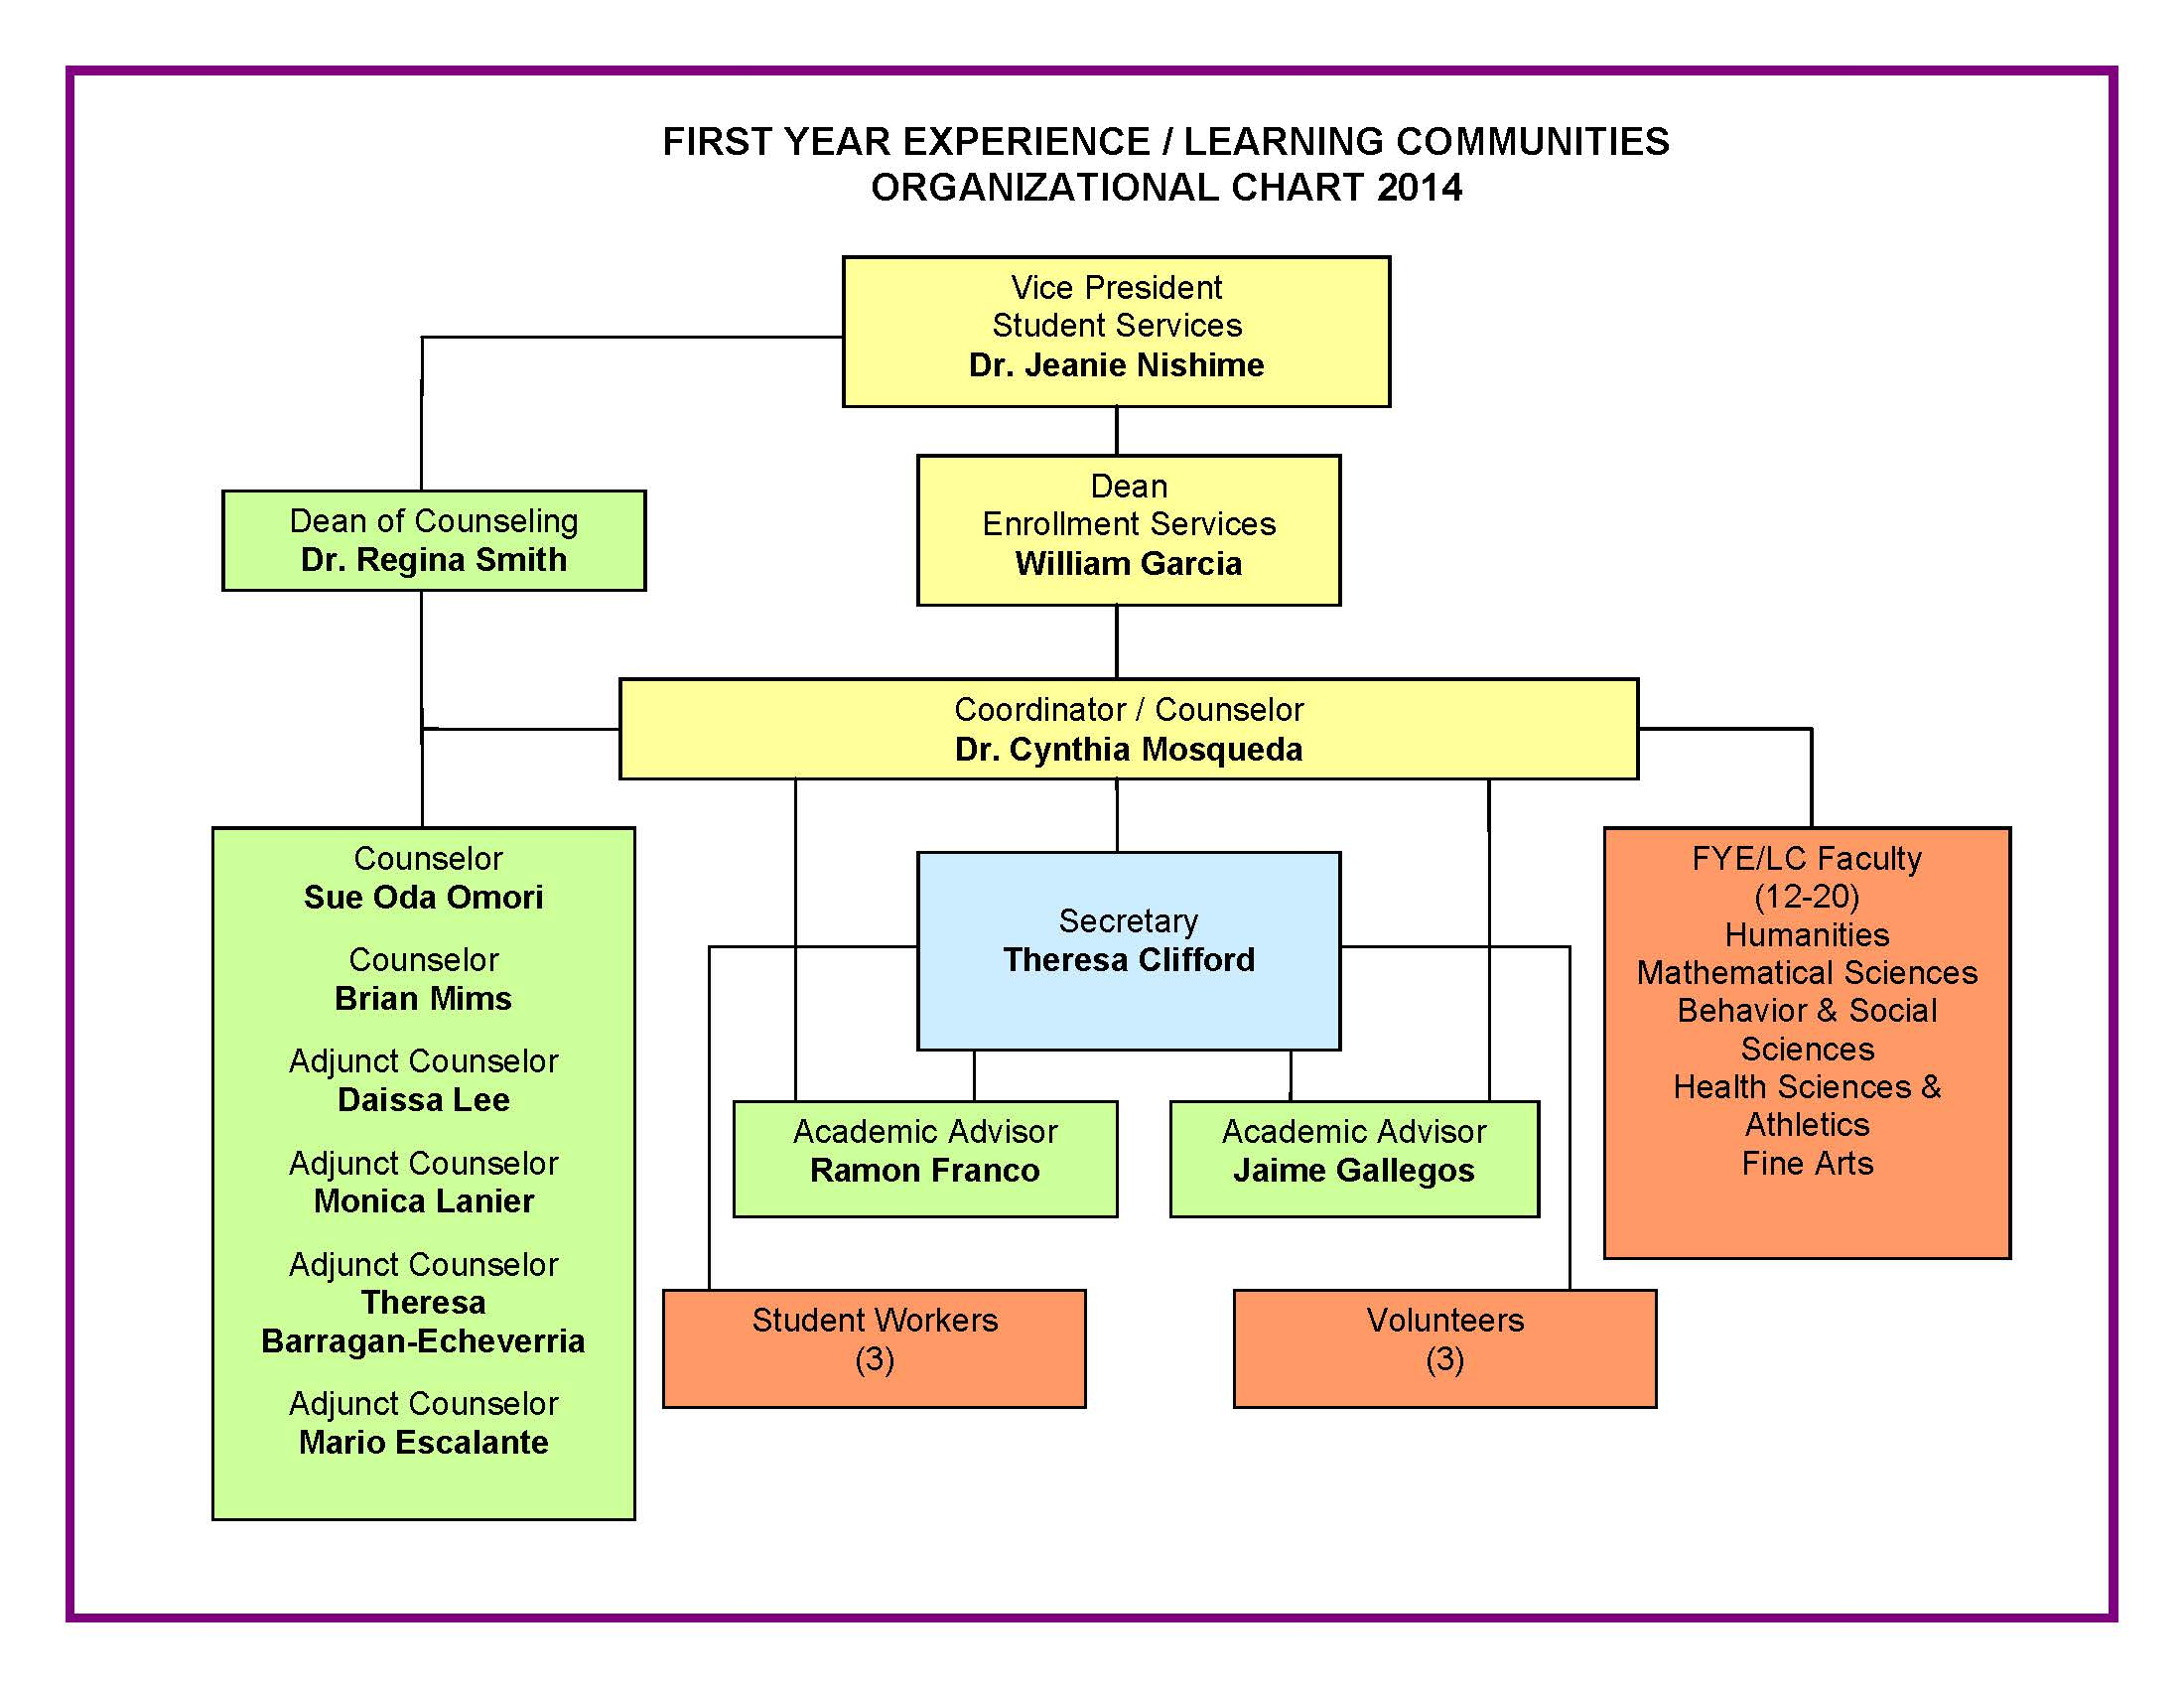 FIRST YEAR EXPERIENCE / LEARNING COMMUNITIES
ORGANIZATIONAL CHART 2014
Vice President
Student Services
Dr. Jeanie Nishime
Dean of Counseling
Dr. Regina Smith
Dean
Enrollment Services
William Garcia
Coordinator / Counselor
Dr. Cynthia Mosqueda
Counselor
Sue Oda Omori
Counselor
Brian Mims
Adjunct Counselor
Daissa Lee
Adjunct Counselor
Monica Lanier
Adjunct Counselor
Theresa
Barragan-Echeverria
Adjunct Counselor
Mario Escalante
Secretary
Theresa Clifford
Academic Advisor
Ramon Franco
Academic Advisor
Jaime Gallegos
Student Workers
(3)
Volunteers
(3)
FYE/LC Faculty
(12-20)
Humanities
Mathematical Sciences
Behavior & Social
Sciences
Health Sciences &
Athletics
Fine Arts